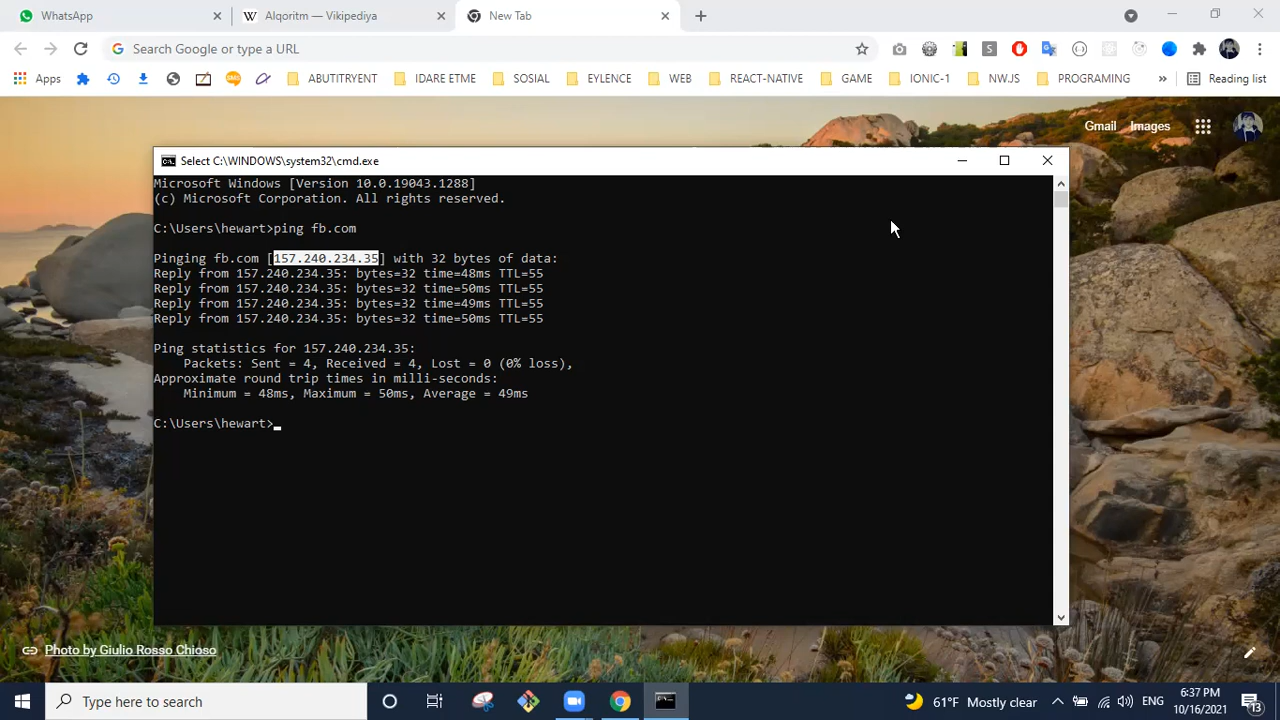 WhatsApp
Alqoritm — Vikipediya
New Tab
Search Google or type a URL
Apps
ABUTITRYENT
IDARE ETME
SOSIAL
EYLENCE
WEB
REACT-NATIVE
GAME
IONIC-1
NWJS
PROGRAMING
»
Reading list
Gmail
Images
Select C:\WINDOWS\system32\cmd.exe
Microsoft Windows [Version 10.0.19043.1288]
(c) Microsoft Corporation. All rights reserved.
C:\Users\hewart>ping fb.com
Pinging fb.com [157.240.234.35] with 32 bytes of data:
Reply from 157.240.234.35: bytes=32 time=48ms TTL=55
Reply from 157.240.234.35: bytes=32 time=50ms TTL=55
Reply from 157.240.234.35: bytes=32 time=49ms TTL=55
Reply from 157.240.234.35: bytes=32 time=50ms TTL=55
Ping statistics for 157.240.234.35:
Packets: Sent = 4, Received = 4, Lost = 0 (0% loss),
Approximate round trip times in milli-seconds:
Minimum = 48ms, Maximum = 50ms, Average = 49ms
C:\Users\hewart>
Photo by Giulio Rosso Chioso
Type here to search
61°F Mostly clear
ENG
6:37 PM
10/16/2021
13